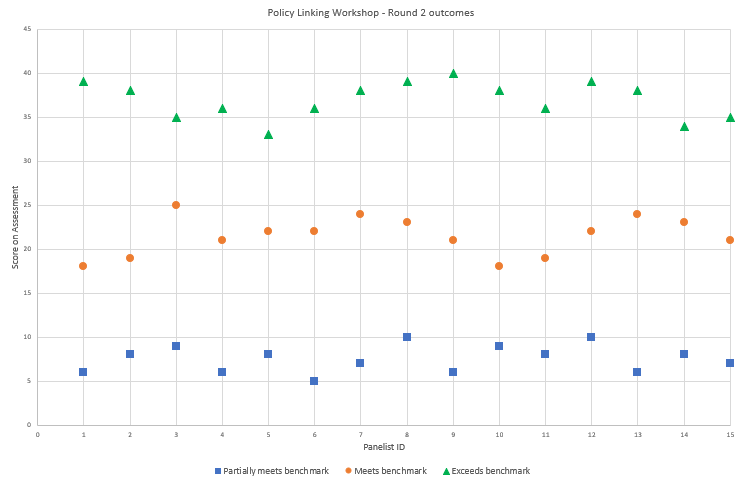 Policy Linking Workshop - Round 2 outcomes
45
40
35
30
25
20
15
10
5
0
Score on Assessment
0 1 2 3 4 5 6 7 8 9 10 11 12 13 14 15
Panelist ID
Partially meets benchmark Meets benchmark Exceeds benchmark